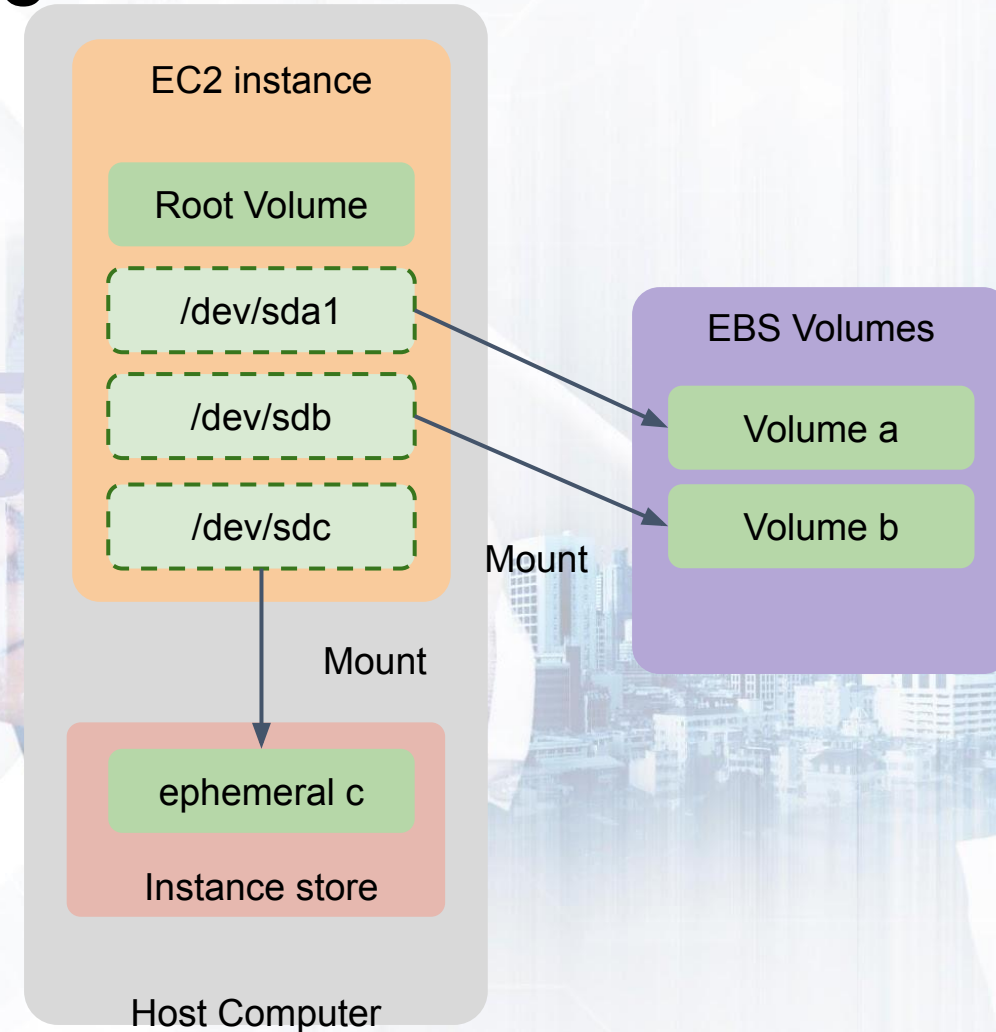 EC2 instance
Root Volume
/dev/sda1
/dev/sdb
/dev/sdc
Mount
Mount
ephemeral c
Instance store
Host Computer
EBS Volumes
Volume a
Volume b